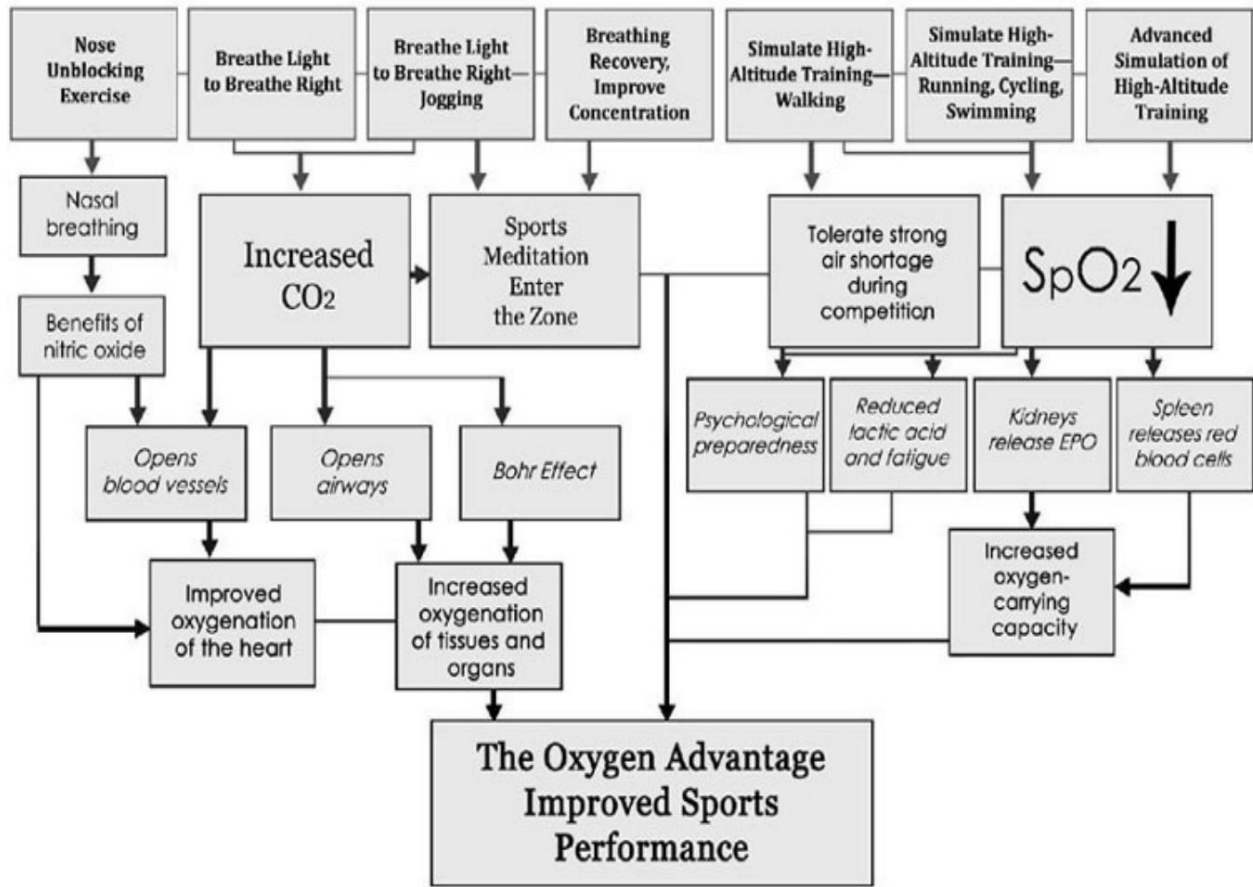 Nose
Unblocking
Exercise
Breathe Light
to Breathe Right
Breathe Light
to Breathe Right—
Jogging
Breathing
Recovery,
Improve
Concentration
Simulate High-
Altitude Training—
Walking
Simulate High-
Altitude Training—
Running, Cycling,
Swimming
Advanced
Simulation of
High-Altitude
Training
Nasal
breathing
Increased
CO2
Sports
Meditation
Enter
the Zone
Tolerate strong
air shortage
during
competition
SpO2
Benefits of
nitric oxide
Psychological
preparedness
Reduced
lactic acid
and fatigue
Kidneys
release EPO
Spleen
releases red
blood cells
Opens
blood vessels
Opens
airways
Bohr Effect
Improved
oxygenation
of the heart
Increased
oxygenation
of tissues and
organs
Increased
oxygen-
carrying
capacity
The Oxygen Advantage
Improved Sports
Performance